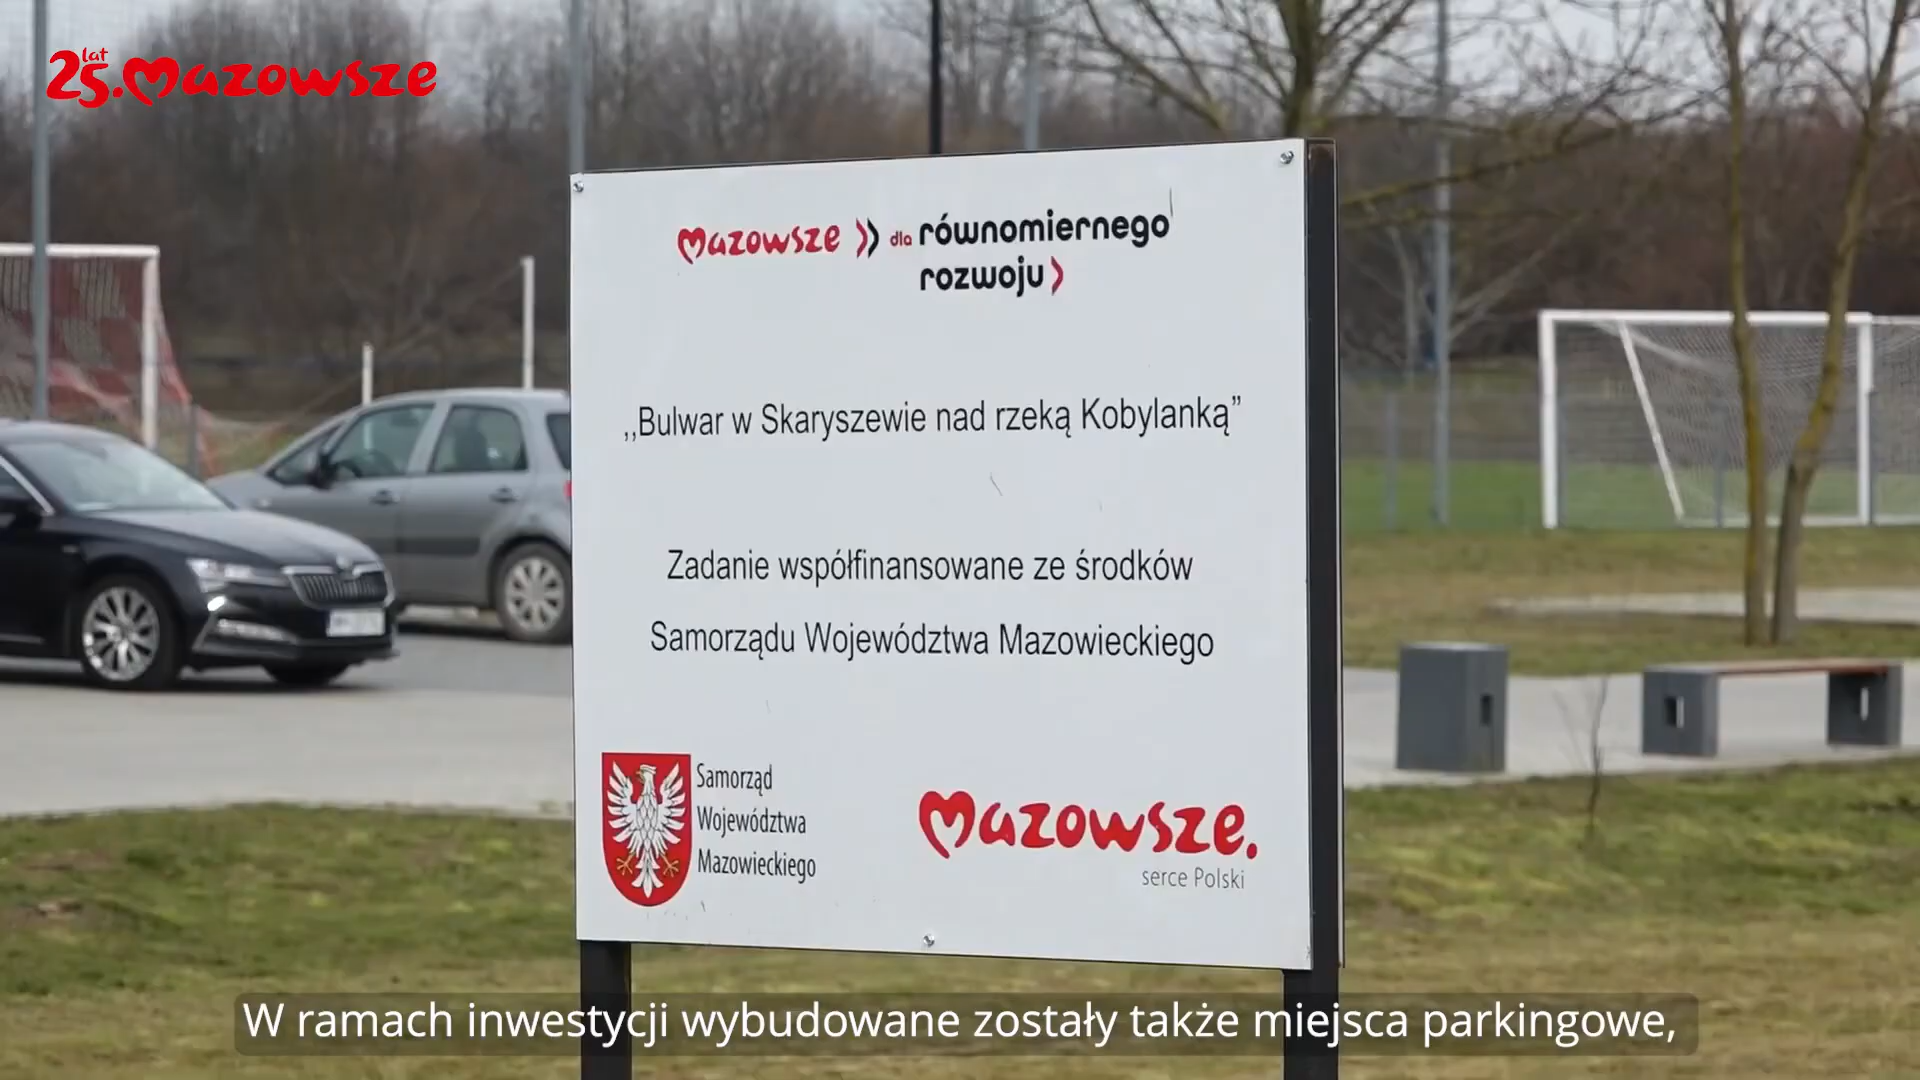 25 lat. Mazowsze
Mazowsze dla równomiernego
rozwoju
,,Bulwar w Skaryszewie nad rzeką Kobylanką”
Zadanie współfinansowane ze środków
Samorządu Województwa Mazowieckiego
Samorząd
Województwa
Mazowieckiego
Mazowsze.
serce Polski
W ramach inwestycji wybudowane zostały także miejsca parkingowe,